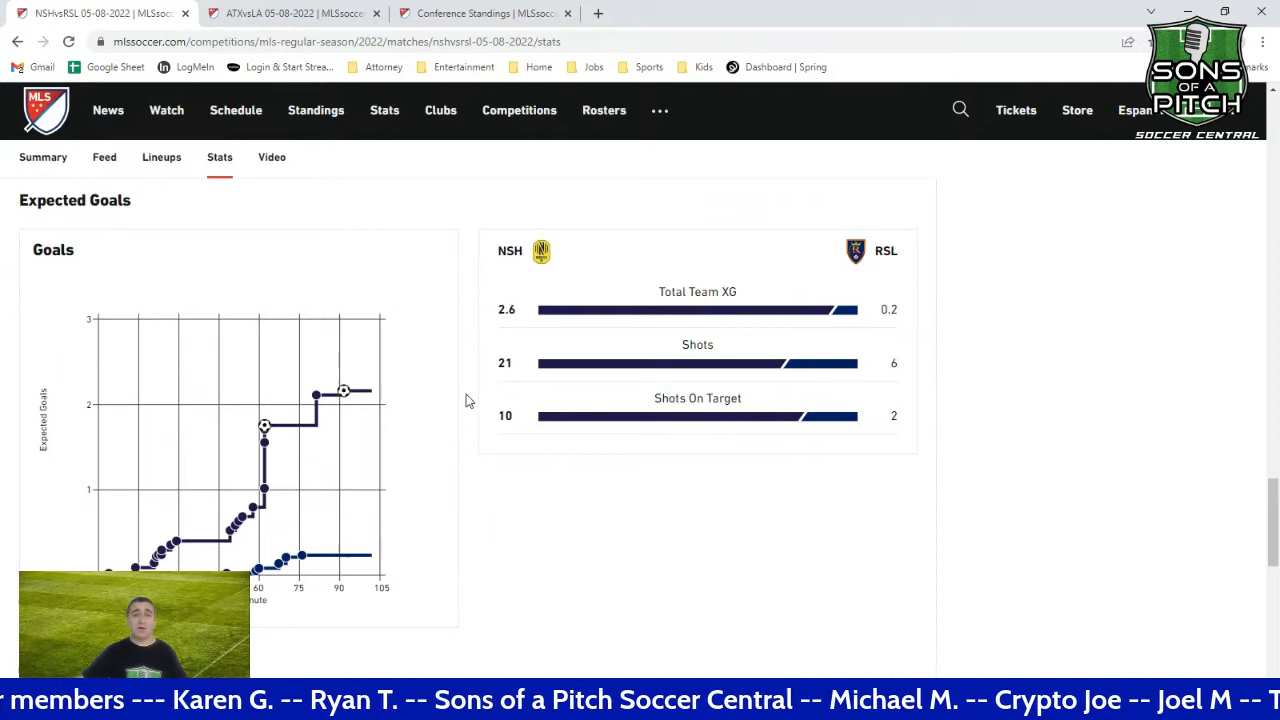 NSHvsRSL 05-08-2022 | MLSsocc
ATXvsLA 05-08-2022 | MLSsoccer
Conference Standings | MLSsocc
mlssoccer.com/competitions/mls-regular-season/2022/matches/nshvsrsl-05-08-2022/stats
Gmail
Google Sheet
LogMeIn
Login & Start Strea...
Attorney
Entertainment
Home
Jobs
Sports
Kids
Dashboard | Spring
marks
SONS
OF A
PITCH
SOCCER CENTRAL
MLS
News
Watch
Schedule
Standings
Stats
Clubs
Competitions
Rosters
Tickets
Store
Espan
Summary
Feed
Lineups
Stats
Video
Expected Goals
Goals
3
2
1
Expected Goals
60
75
90
105
nute
NSH
RSL
Total Team XG
2.6
0.2
Shots
21
6
Shots On Target
10
2
r members --- Karen G. -- Ryan T. -- Sons of a Pitch Soccer Central -- Michael M. -- Crypto Joe -- Joel M -- T